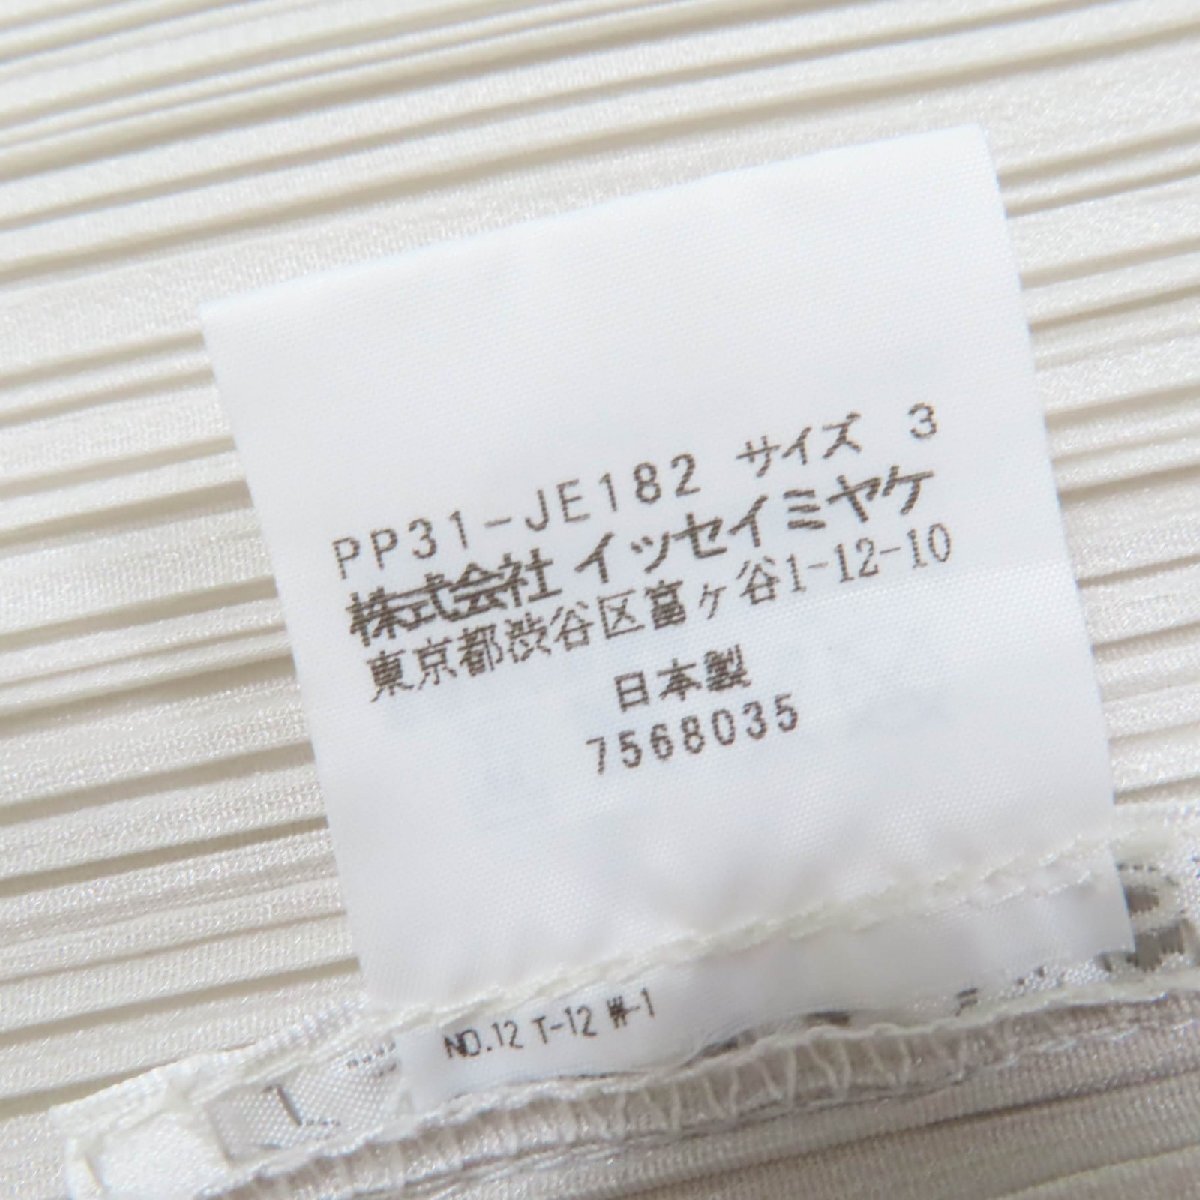 PP31-JE182 サイズ 3
株式会社 イッセイミヤケ
東京都渋谷区富ヶ谷1-12-10
日本製
7568035
NO.12 T-12 W-1